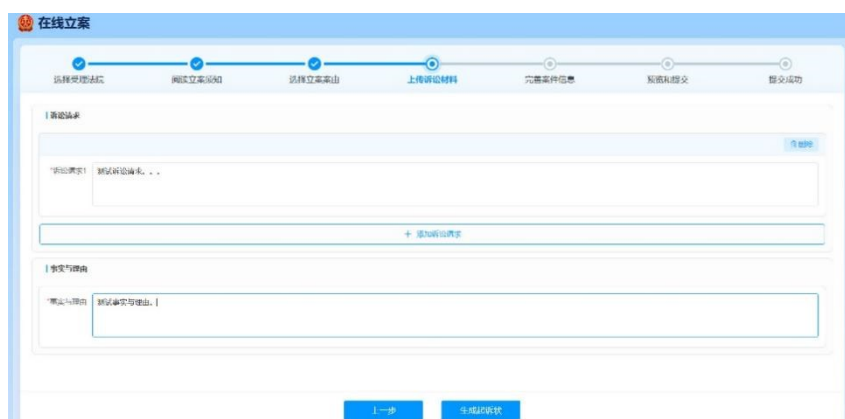 在线立案
选择受理法院 阅读立案须知 选择立案案由 上传诉讼材料 完善案件信息 预览和提交 提交成功
诉讼请求
删除
*诉讼请求1 测试诉讼请求。。。
+ 添加诉讼请求
事实与理由
*事实与理由 测试事实与理由。
上一步 生成起诉状